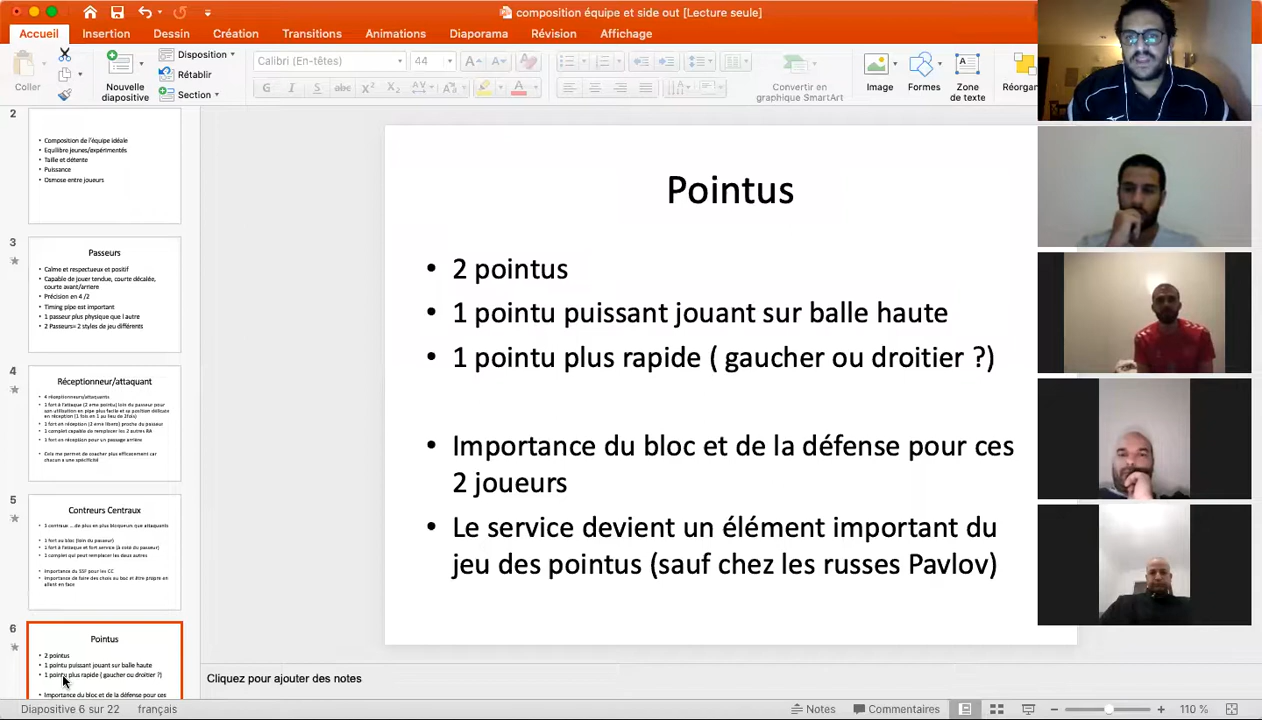 composition équipe et side out [Lecture seule]
Accueil Insertion Dessin Création Transitions Animations Diaporama Révision Affichage
Coller
Nouvelle diapositive
Disposition
Rétablir
Section
Calibri (En-têtes) 44
G I S abc X² X₂ Aa A
Convertir en graphique SmartArt
Image
Formes
Zone de texte
Réorgan
2
• Composition de l'équipe idéale
• Equilibre jeunes/expérimentés
• Taille et détente
• Puissance
• Osmose entre joueurs
3
Passeurs
• Calme et respectueux et positif
• Capable de jouer tendue, courte décalée,
courte avant/arriere
• Précision en 4 /2
• Timing pipe est important
• 1 passeur plus physique que l autre
• 2 Passeurs= 2 styles de jeu différents
4
Réceptionneur/attaquant
• 4 réceptionneurs/attaquants
• 1 fort à l'attaque (2 eme pointu) loin du passeur pour
son utilisation en pipe plus facile et sa position délicate
en réception (1 fois en 1 au lieu de 2fois)
• 1 fort en réception (2 eme libero) proche du passeur
• 1 complet capable de remplacer les 2 autres RA
• 1 fort en réception pour un passage arrière
• Cela me permet de coacher plus efficacement car
chacun a une spécificité
5
Contreurs Centraux
• 3 centraux ...de plus en plus bloqueurs que attaquants
• 1 fort au bloc (loin du passeur)
• 1 fort à l'attaque et fort service (à coté du passeur)
• 1 complet qui peut remplacer les deux autres
• Importance du SSF pour les CC
• Importance de faire des choix au bloc et être propre en
allant en face
6
Pointus
• 2 pointus
• 1 pointu puissant jouant sur balle haute
• 1 pointu plus rapide ( gaucher ou droitier ?)
• Importance du bloc et de la défense pour ces
Pointus
• 2 pointus
• 1 pointu puissant jouant sur balle haute
• 1 pointu plus rapide ( gaucher ou droitier ?)
• Importance du bloc et de la défense pour ces
2 joueurs
• Le service devient un élément important du
jeu des pointus (sauf chez les russes Pavlov)
Cliquez pour ajouter des notes
Diapositive 6 sur 22 français Notes Commentaires 110 %